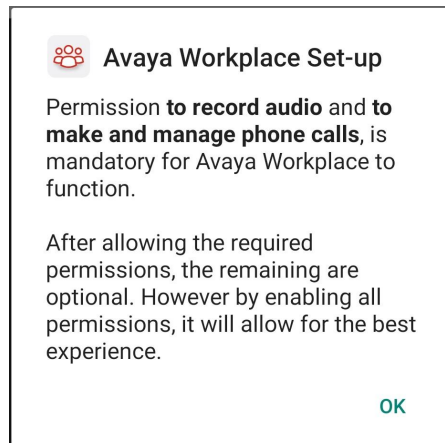 Avaya Workplace Set-up
Permission to record audio and to
make and manage phone calls, is
mandatory for Avaya Workplace to
function.
After allowing the required
permissions, the remaining are
optional. However by enabling all
permissions, it will allow for the best
experience.
OK